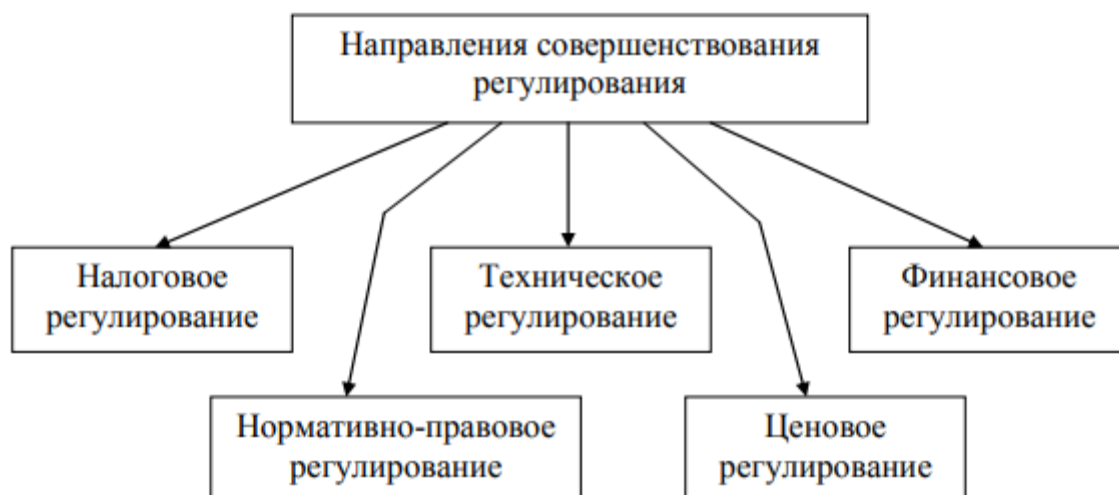 Направления совершенствования
регулирования
Налоговое
регулирование
Техническое
регулирование
Финансовое
регулирование
Нормативно-правовое
регулирование
Ценовое
регулирование